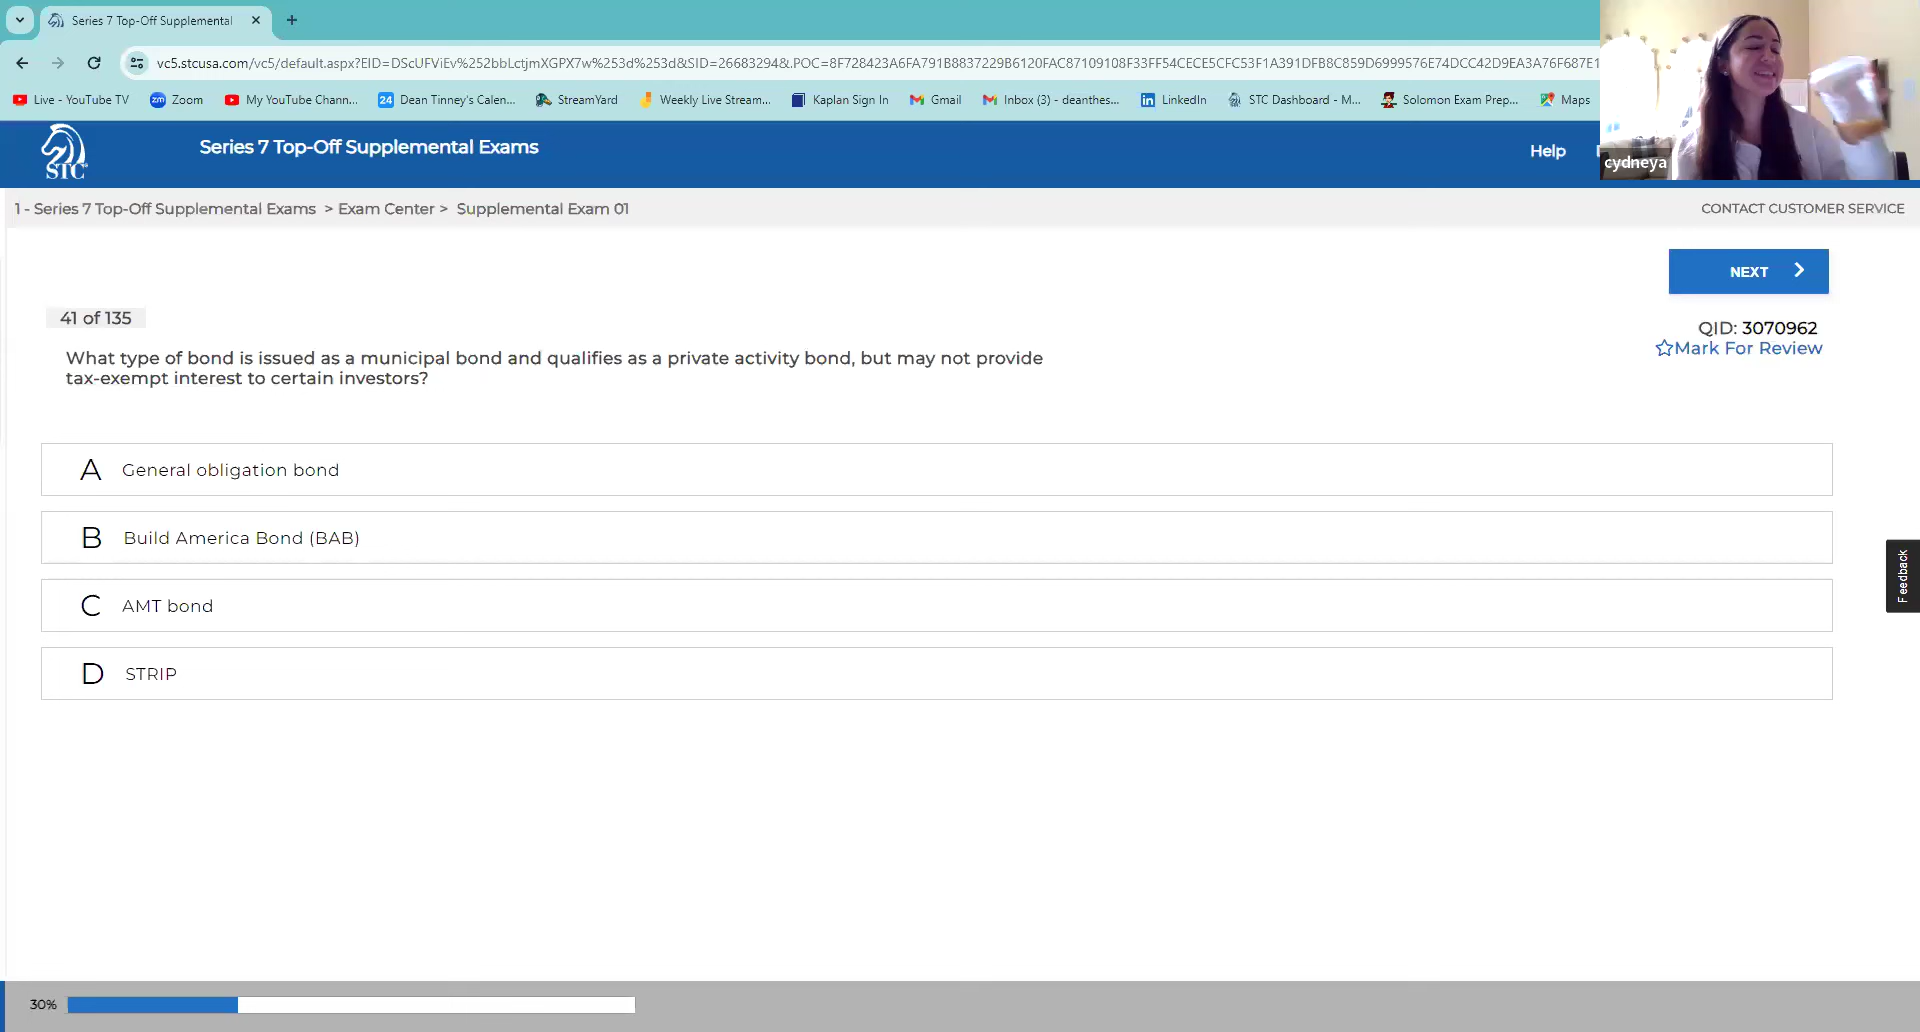 Series 7 Top-Off Supplemental
vc5.stcusa.com/vc5/default.aspx?EID=DScUFViEv%252bbLctjmXGPX7w%253d%253d&SID=26683294&.POC=8F728423A6FA791B8837229B6120FAC87109108F33FF54CECE5CFC53F1A391DFB8C859D6999576E74DCC42D9EA3A76F687E1
Live - YouTube TV
zm Zoom
My YouTube Chann...
24 Dean Tinney's Calen...
StreamYard
Weekly Live Stream...
Kaplan Sign In
Gmail
Inbox (3) - deanthes...
LinkedIn
STC Dashboard - M...
Solomon Exam Prep...
Maps
STC
Series 7 Top-Off Supplemental Exams
Help
cydneya
1 - Series 7 Top-Off Supplemental Exams > Exam Center > Supplemental Exam 01
CONTACT CUSTOMER SERVICE
NEXT
41 of 135
QID: 3070962
Mark For Review
What type of bond is issued as a municipal bond and qualifies as a private activity bond, but may not provide
tax-exempt interest to certain investors?
A General obligation bond
B Build America Bond (BAB)
C AMT bond
D STRIP
Feedback
30%